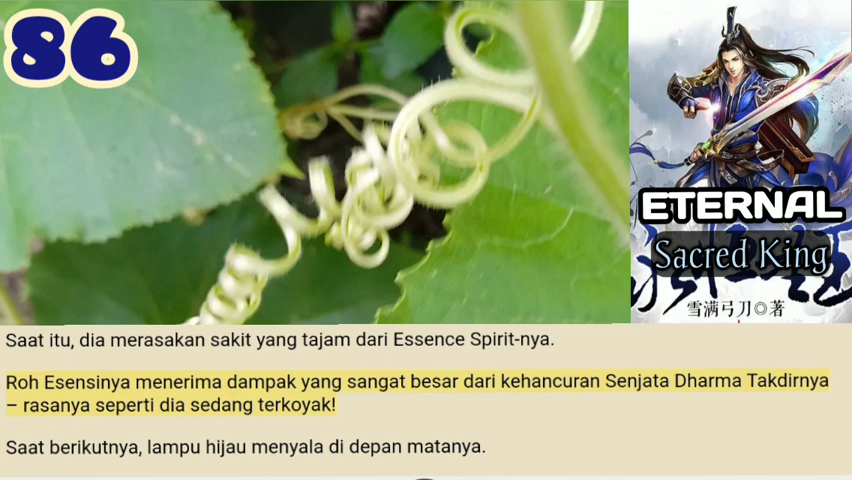 86
ETERNAL
Sacred King
雪满弓刀◎著
Saat itu, dia merasakan sakit yang tajam dari Essence Spirit-nya.
Roh Esensinya menerima dampak yang sangat besar dari kehancuran Senjata Dharma Takdirnya
– rasanya seperti dia sedang terkoyak!
Saat berikutnya, lampu hijau menyala di depan matanya.